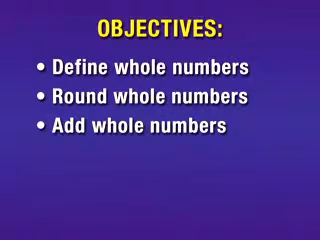 OBJECTIVES:
• Define whole numbers
• Round whole numbers
• Add whole numbers